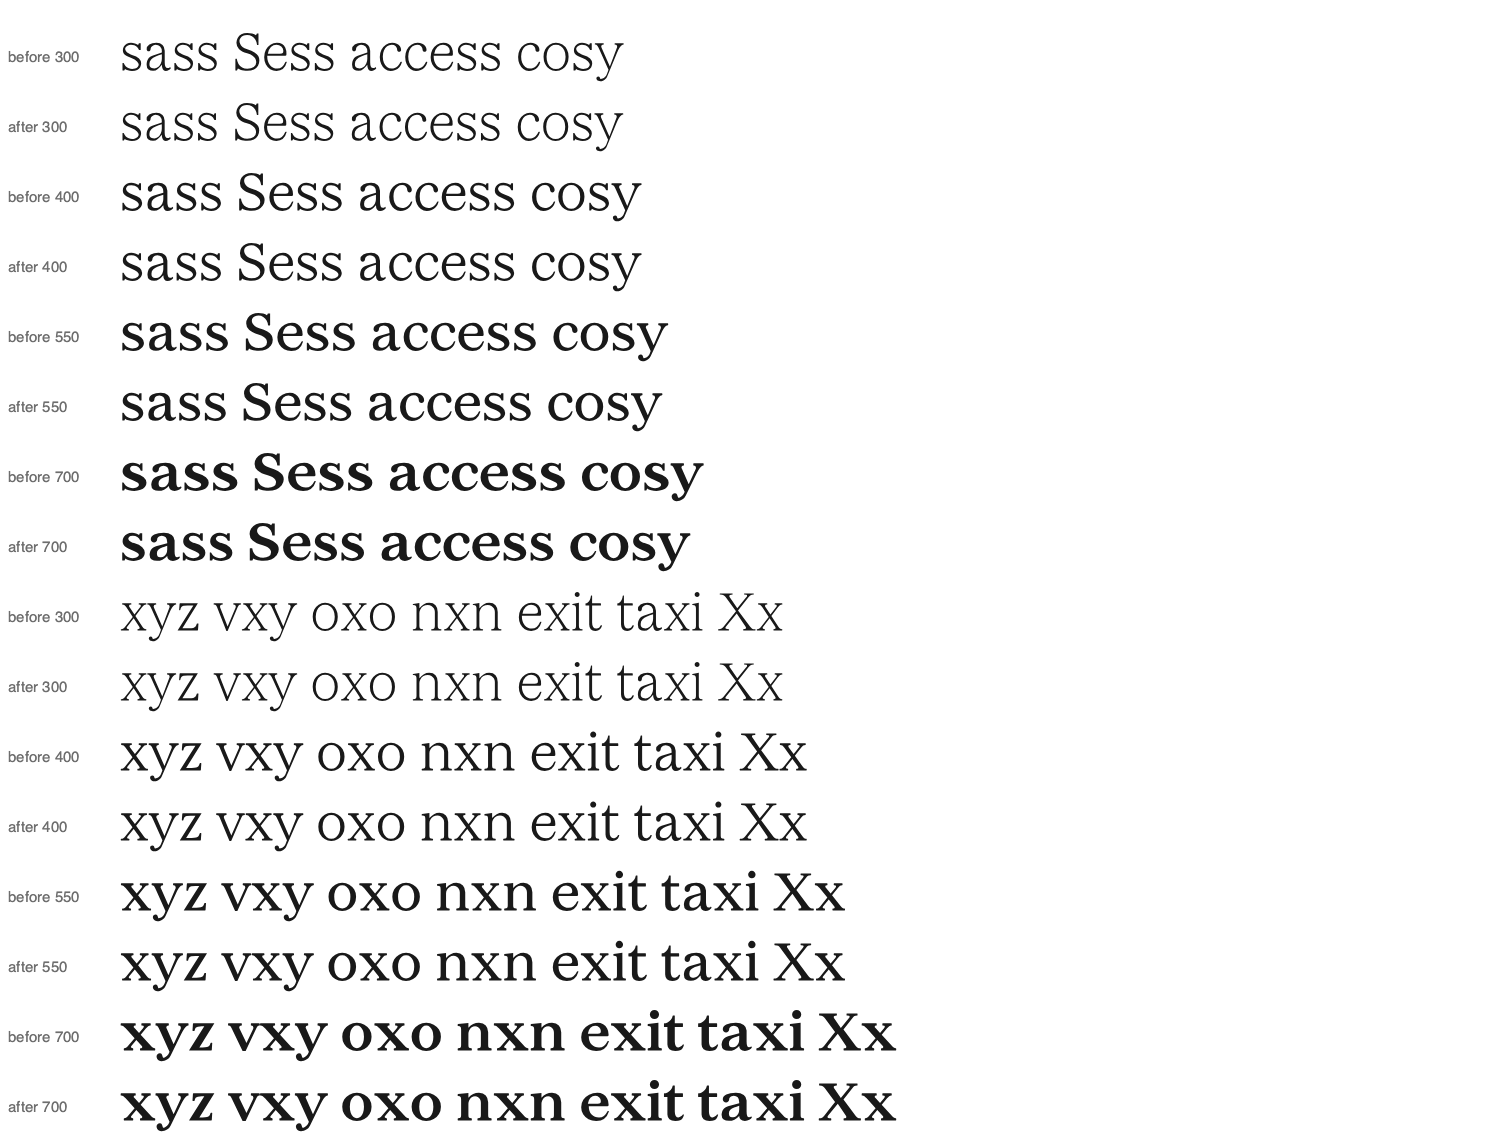 before 300 sass Sess access cosy
after 300 sass Sess access cosy
before 400 sass Sess access cosy
after 400 sass Sess access cosy
before 550 sass Sess access cosy
after 550 sass Sess access cosy
before 700 sass Sess access cosy
after 700 sass Sess access cosy
before 300 xyz vxy oxo nxn exit taxi Xx
after 300 xyz vxy oxo nxn exit taxi Xx
before 400 xyz vxy oxo nxn exit taxi Xx
after 400 xyz vxy oxo nxn exit taxi Xx
before 550 xyz vxy oxo nxn exit taxi Xx
after 550 xyz vxy oxo nxn exit taxi Xx
before 700 xyz vxy oxo nxn exit taxi Xx
after 700 xyz vxy oxo nxn exit taxi Xx